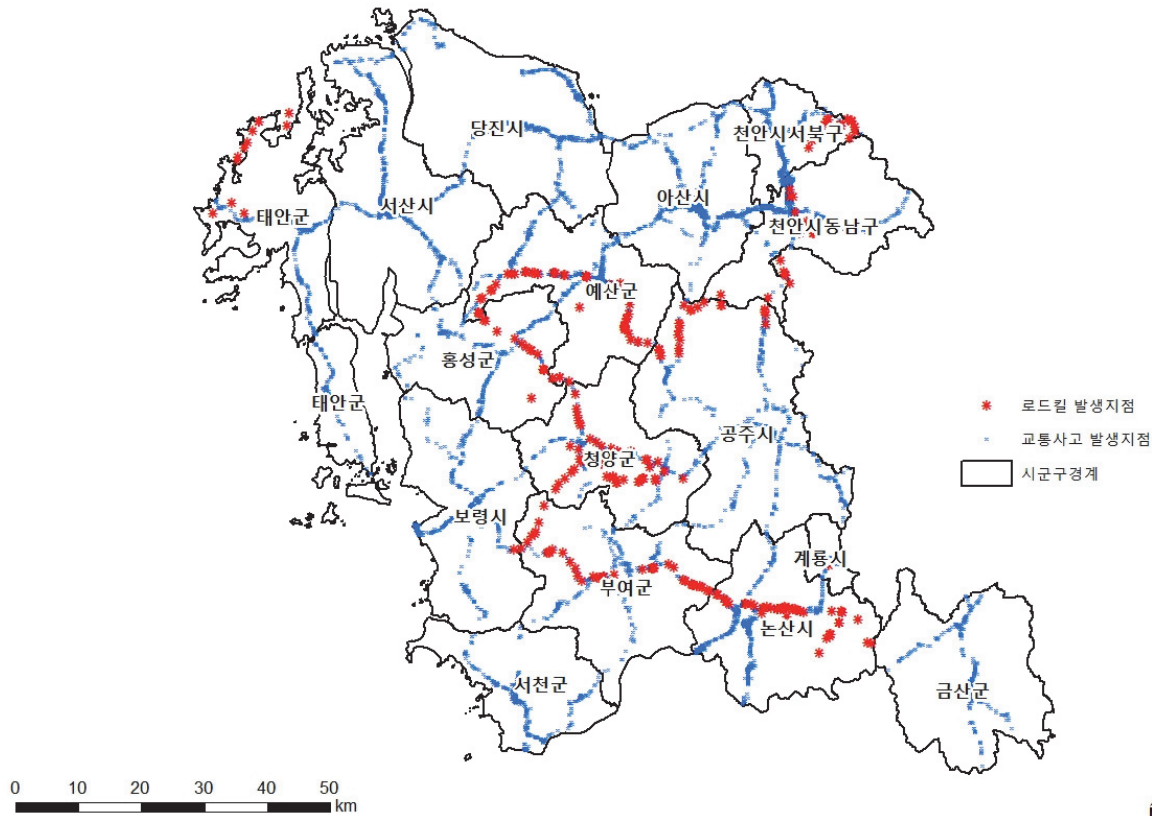 당진시
천안시서북구
서산시
아산시
태안군
천안시동남구
예산군
홍성군
태안군
로드킬 발생지점
교통사고 발생지점
시군구경계
공주시
청양군
보령시
계룡시
부여군
논산시
서천군
금산군
0 10 20 30 40 50
km